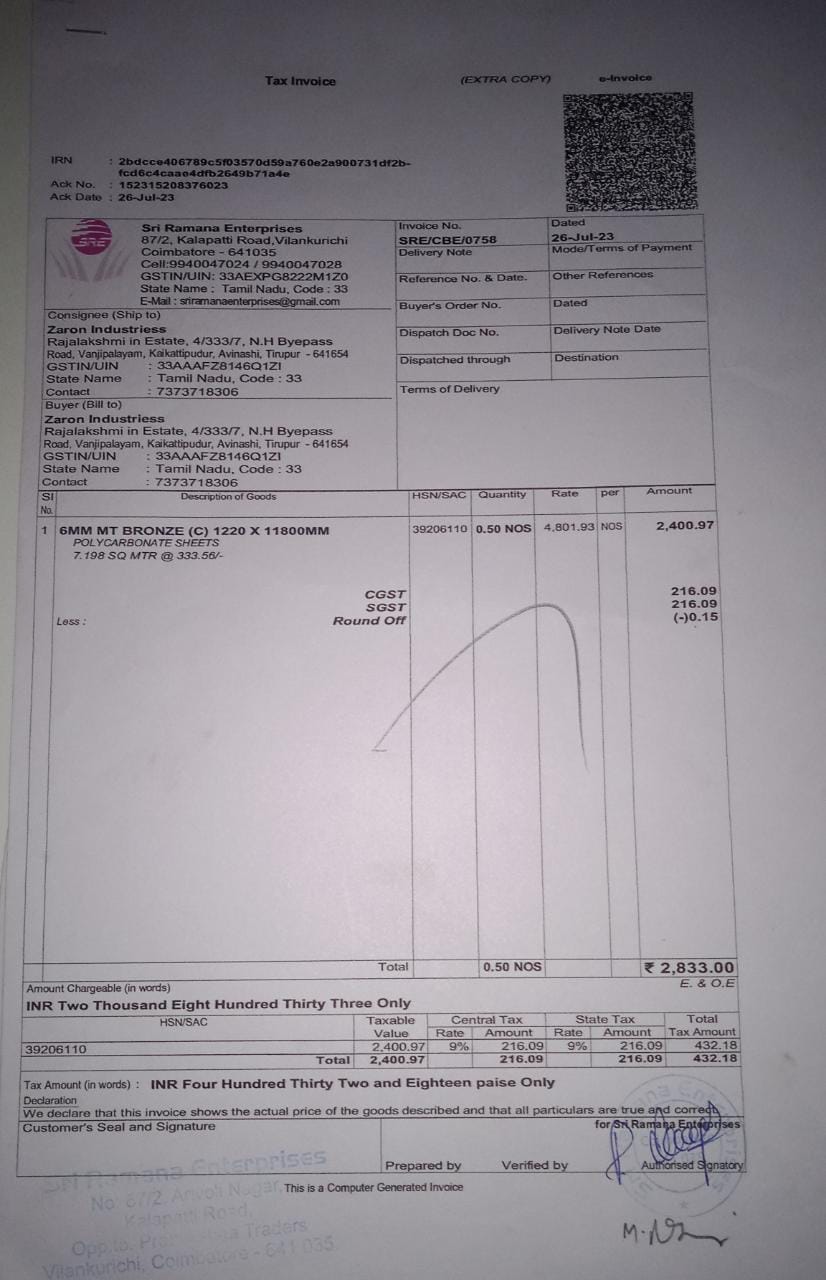 Tax Invoice (EXTRA COPY) e-Invoice
IRN : 2bdcce406789c5f03570d59a760e2a900731df2b-
fcd6c4caae4dfb2649b71a4e
Ack No. : 152315208376023
Ack Date : 26-Jul-23
SRE
Sri Ramana Enterprises
87/2, Kalapatti Road,Vilankurichi
Coimbatore - 641035
Cell:9940047024 / 9940047028
GSTIN/UIN: 33AEXPG8222M1Z0
State Name : Tamil Nadu, Code : 33
E-Mail : sriramanaenterprises@gmail.com
Invoice No. Dated
SRE/CBE/0758 26-Jul-23
Delivery Note Mode/Terms of Payment
Reference No. & Date. Other References
Buyer's Order No. Dated
Dispatch Doc No. Delivery Note Date
Dispatched through Destination
Terms of Delivery
Consignee (Ship to)
Zaron Industriess
Rajalakshmi in Estate, 4/333/7, N.H Byepass
Road, Vanjipalayam, Kaikattipudur, Avinashi, Tirupur - 641654
GSTIN/UIN : 33AAAFZ8146Q1ZI
State Name : Tamil Nadu, Code : 33
Contact : 7373718306
Buyer (Bill to)
Zaron Industriess
Rajalakshmi in Estate, 4/333/7, N.H Byepass
Road, Vanjipalayam, Kaikattipudur, Avinashi, Tirupur - 641654
GSTIN/UIN : 33AAAFZ8146Q1ZI
State Name : Tamil Nadu, Code : 33
Contact : 7373718306
Sl Description of Goods HSN/SAC Quantity Rate per Amount
No.
1 6MM MT BRONZE (C) 1220 X 11800MM 39206110 0.50 NOS 4,801.93 NOS 2,400.97
POLYCARBONATE SHEETS
7.198 SQ MTR @ 333.56/-
CGST 216.09
SGST 216.09
Less : Round Off (-)0.15
Total 0.50 NOS ₹ 2,833.00
Amount Chargeable (in words) E. & O.E
INR Two Thousand Eight Hundred Thirty Three Only
HSN/SAC Taxable Central Tax State Tax Total
Value Rate Amount Rate Amount Tax Amount
39206110 2,400.97 9% 216.09 9% 216.09 432.18
Total 2,400.97 216.09 216.09 432.18
Tax Amount (in words) : INR Four Hundred Thirty Two and Eighteen paise Only
Declaration
We declare that this invoice shows the actual price of the goods described and that all particulars are true and correct.
Customer's Seal and Signature for Sri Ramana Enterprises
Prepared by Verified by Authorised Signatory
This is a Computer Generated Invoice
Sri Ramana Enterprises
No: 67/2, Nagar,
Kalapatti Road,
Opp.to. Traders
Vilankurichi, Coimbatore - 641 035.